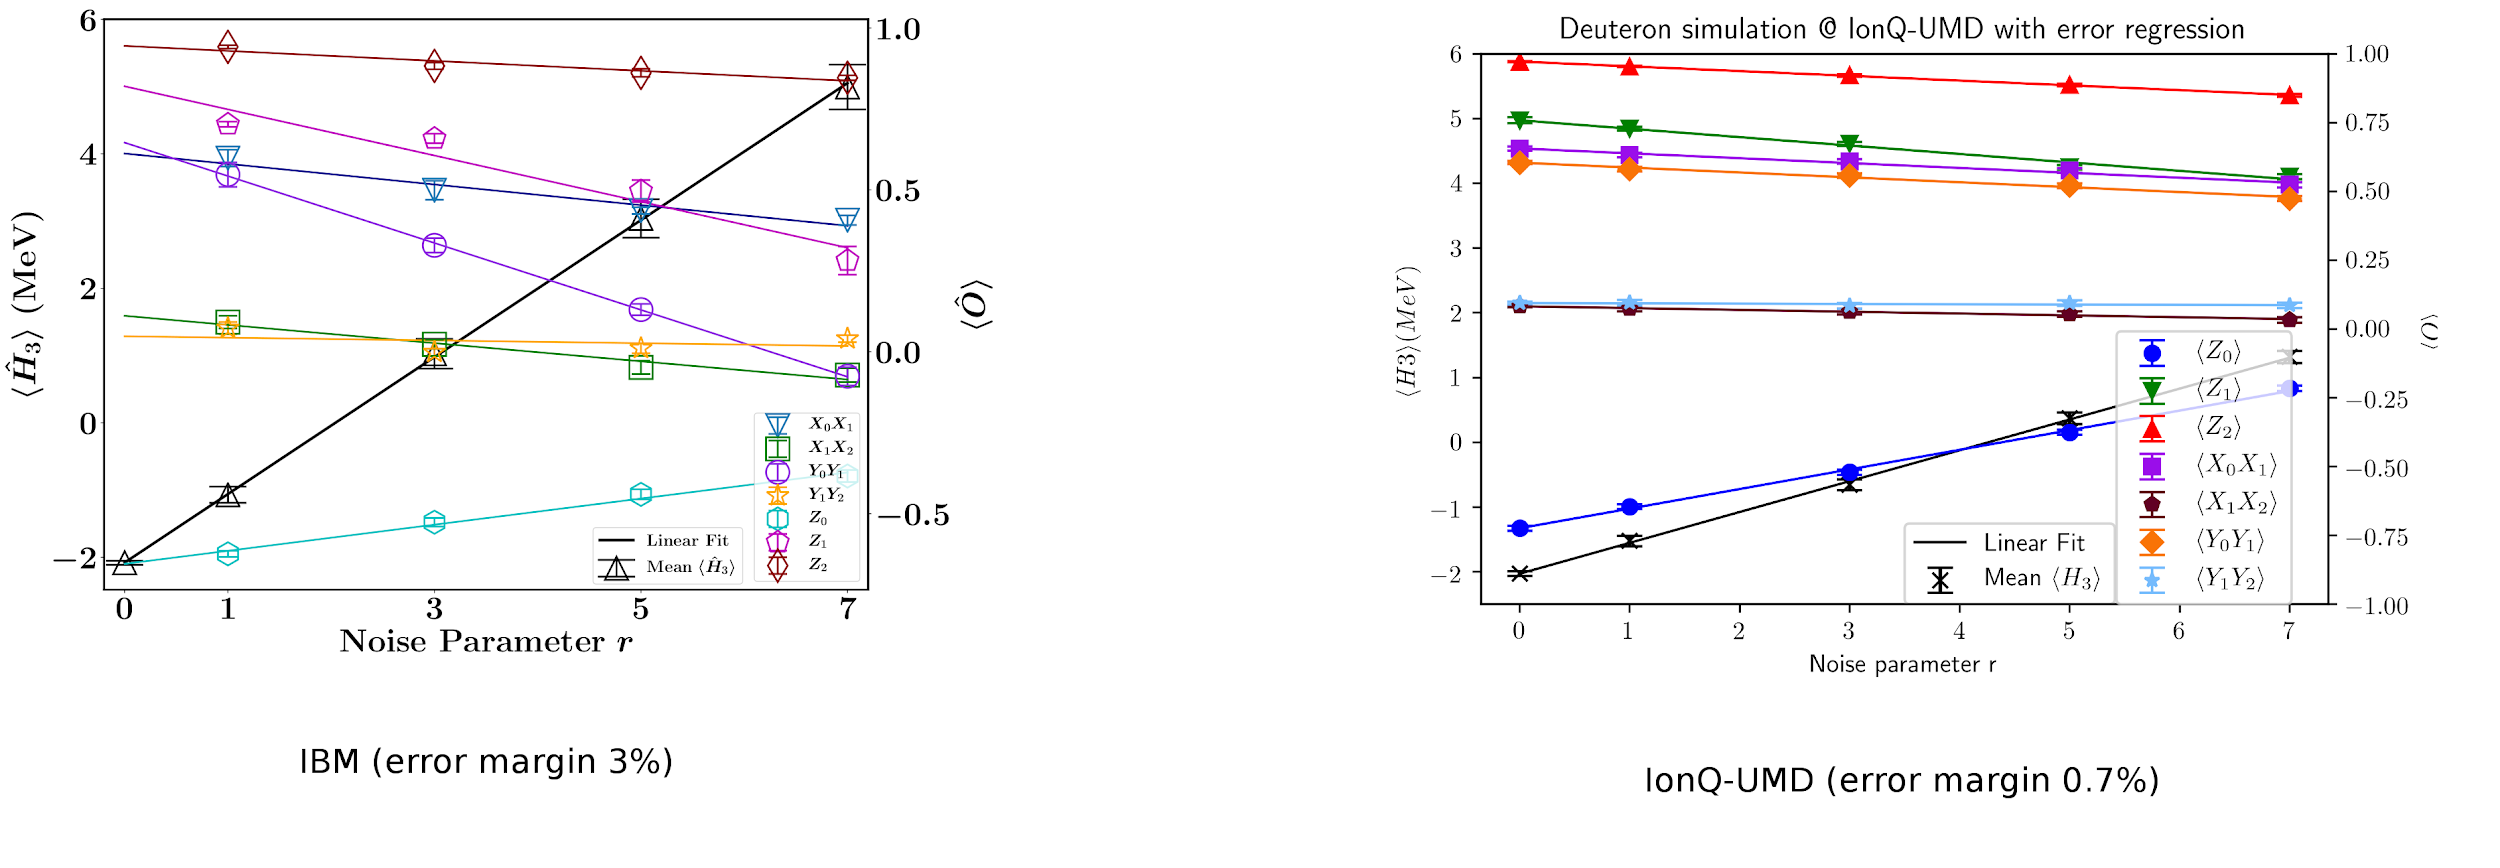 6
4
2
0
−2
⟨Ĥ₃⟩ (MeV)
1.0
0.5
0.0
−0.5
⟨Ô⟩
X₀X₁
X₁X₂
Y₀Y₁
Y₁Y₂
Z₀
Z₁
Z₂
Linear Fit
Mean ⟨Ĥ₃⟩
0 1 3 5 7
Noise Parameter r
IBM (error margin 3%)
Deuteron simulation @ IonQ-UMD with error regression
6
5
4
3
2
1
0
−1
−2
⟨H3⟩(MeV)
1.00
0.75
0.50
0.25
0.00
−0.25
−0.50
−0.75
−1.00
⟨O⟩
⟨Z₀⟩
⟨Z₁⟩
⟨Z₂⟩
⟨X₀X₁⟩
⟨X₁X₂⟩
⟨Y₀Y₁⟩
⟨Y₁Y₂⟩
Linear Fit
Mean ⟨H₃⟩
0 1 2 3 4 5 6 7
Noise parameter r
IonQ-UMD (error margin 0.7%)